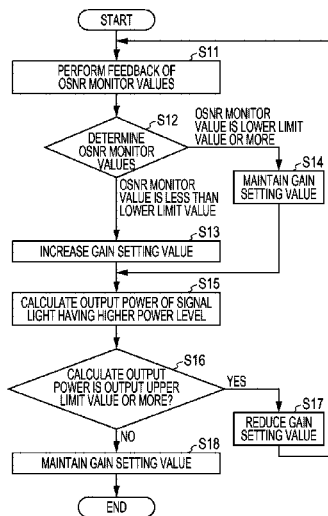 START
S11
PERFORM FEEDBACK OF
OSNR MONITOR VALUES
S12
DETERMINE
OSNR MONITOR
VALUES
OSNR MONITOR
VALUE IS LOWER LIMIT
VALUE OR MORE
S14
MAINTAIN GAIN
SETTING VALUE
OSNR MONITOR
VALUE IS LESS THAN
LOWER LIMIT VALUE
S13
INCREASE GAIN SETTING VALUE
S15
CALCULATE OUTPUT POWER OF SIGNAL
LIGHT HAVING HIGHER POWER LEVEL
S16
CALCULATE OUTPUT
POWER IS OUTPUT UPPER
LIMIT VALUE OR MORE?
YES
S17
REDUCE GAIN
SETTING VALUE
NO
S18
MAINTAIN GAIN SETTING VALUE
END